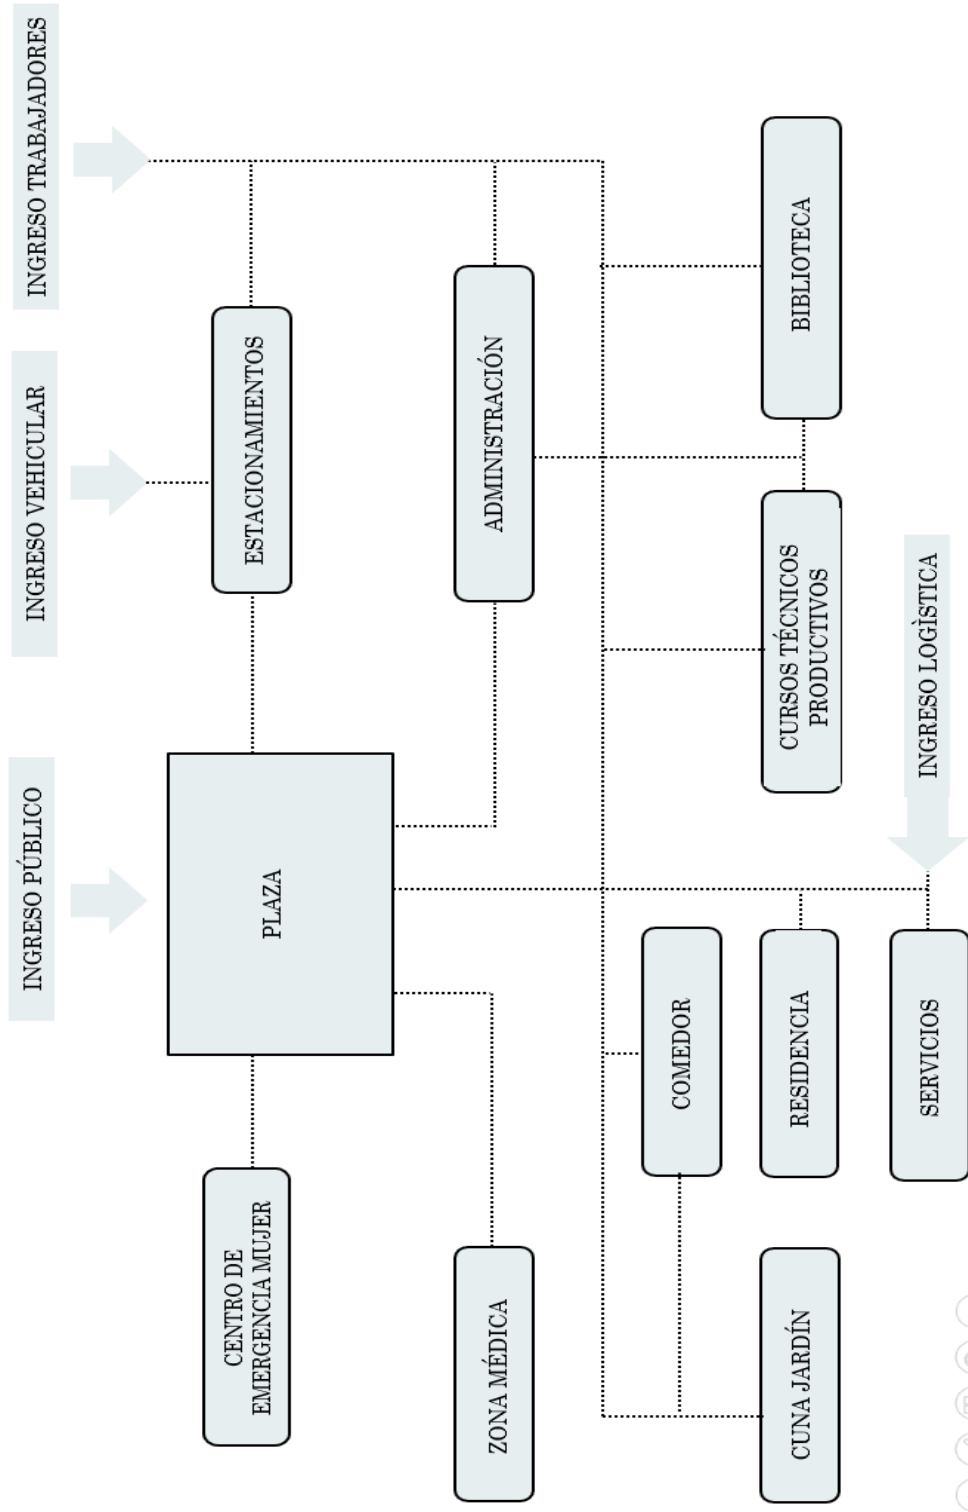 INGRESO PÚBLICO
INGRESO VEHICULAR
INGRESO TRABAJADORES
CENTRO DE
EMERGENCIA MUJER
PLAZA
ESTACIONAMIENTOS
ZONA MÉDICA
ADMINISTRACIÓN
COMEDOR
CUNA JARDÍN
RESIDENCIA
CURSOS TÉCNICOS
PRODUCTIVOS
BIBLIOTECA
SERVICIOS
INGRESO LOGÌSTICA